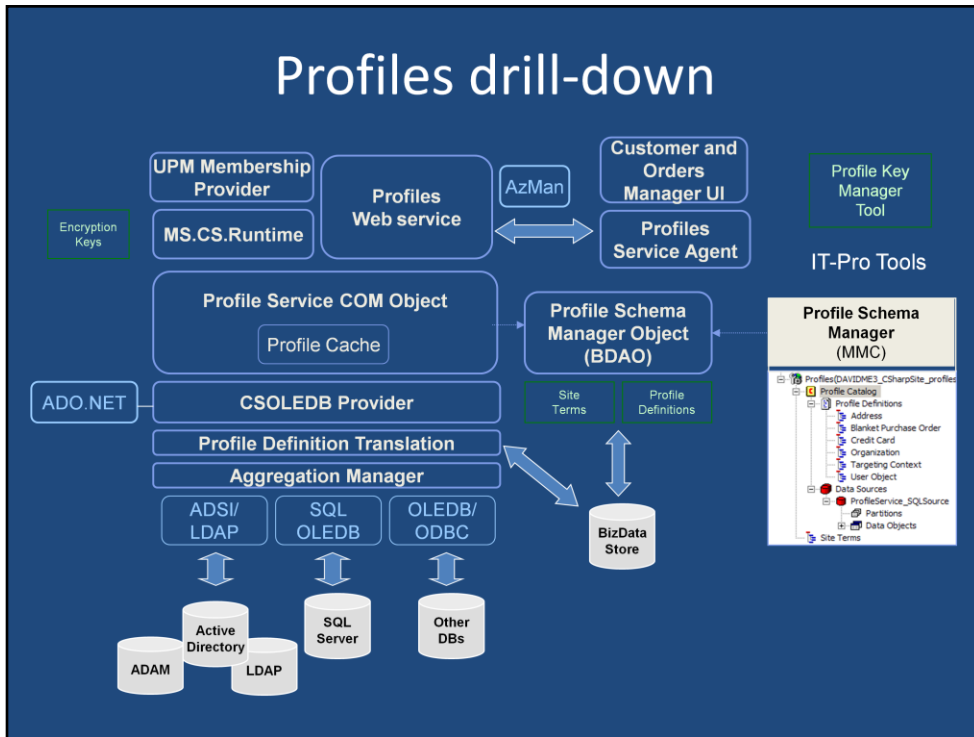 Profiles drill-down
UPM Membership
Provider
Profiles
Web service
AzMan
Customer and
Orders
Manager UI
Profile Key
Manager
Tool
Encryption
Keys
MS.CS.Runtime
Profiles
Service Agent
IT-Pro Tools
Profile Service COM Object
Profile Cache
Profile Schema
Manager Object
(BDAO)
Profile Schema
Manager
(MMC)
ADO.NET
CSOLEDB Provider
Site
Terms
Profile
Definitions
Profile Definition Translation
Aggregation Manager
ADSI/
LDAP
SQL
OLEDB
OLEDB/
ODBC
BizData
Store
Active
Directory
ADAM
LDAP
SQL
Server
Other
DBs
Profiles(DAVIDME3_CSharpSite_profiles
Profile Catalog
Profile Definitions
Address
Blanket Purchase Order
Credit Card
Organization
Targeting Context
User Object
Data Sources
ProfileService_SQLSource
Partitions
Data Objects
Site Terms